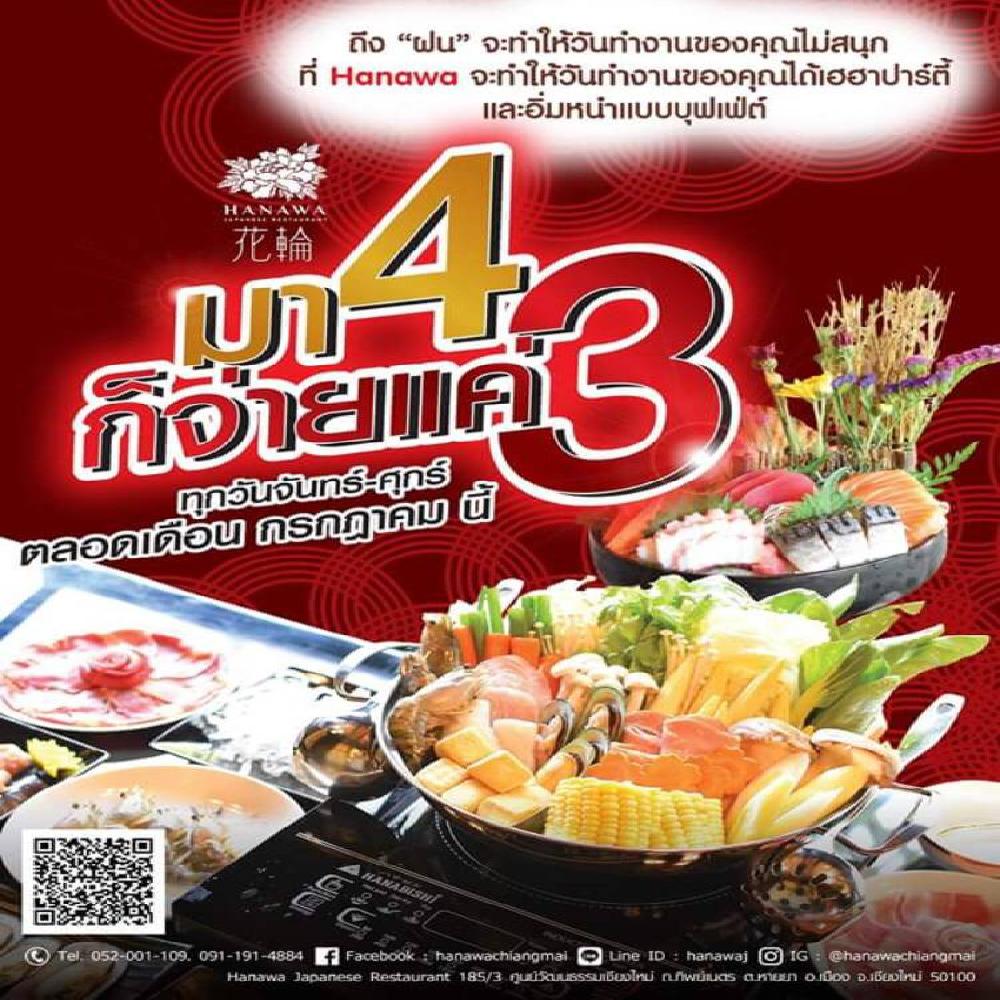 ถึง “ฝน” จะทำให้วันทำงานของคุณไม่สนุก
ที่ Hanawa จะทำให้วันทำงานของคุณได้เฮฮาปาร์ตี้
และอิ่มหนำแบบบุฟเฟ่ต์
HANAWA
JAPANESE RESTAURANT
花輪
มา 4
ก็จ่ายแค่ 3
ทุกวันจันทร์-ศุกร์
ตลอดเดือน กรกฎาคม นี้
HANABISHI
Tel. 052-001-109, 091-191-4884 Facebook : hanawachiangmai Line ID : hanawaj IG : @hanawachiangmai
Hanawa Japanese Restaurant 185/3 ศูนย์วัฒนธรรมเชียงใหม่ ถ.ทิพย์เนตร ต.หายยา อ.เมือง จ.เชียงใหม่ 50100